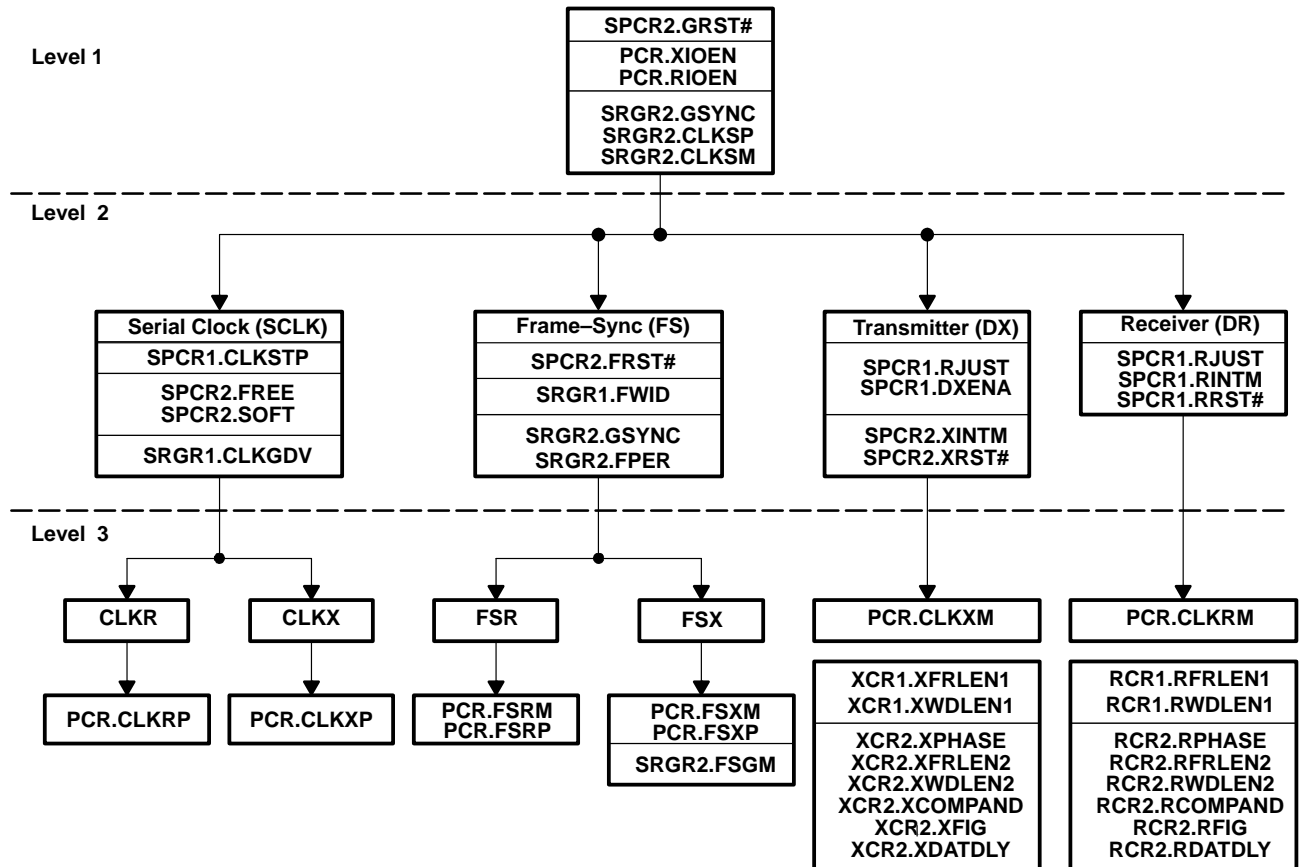 SPCR2.GRST#
Level 1
PCR.XIOEN
PCR.RIOEN
SRGR2.GSYNC
SRGR2.CLKSP
SRGR2.CLKSM
Level 2
Serial Clock (SCLK)
SPCR1.CLKSTP
SPCR2.FREE
SPCR2.SOFT
SRGR1.CLKGDV
Frame–Sync (FS)
SPCR2.FRST#
SRGR1.FWID
SRGR2.GSYNC
SRGR2.FPER
Transmitter (DX)
SPCR1.RJUST
SPCR1.DXENA
SPCR2.XINTM
SPCR2.XRST#
Receiver (DR)
SPCR1.RJUST
SPCR1.RINTM
SPCR1.RRST#
Level 3
CLKR
PCR.CLKRP
CLKX
PCR.CLKXP
FSR
PCR.FSRM
PCR.FSRP
FSX
PCR.FSXM
PCR.FSXP
SRGR2.FSGM
PCR.CLKXM
XCR1.XFRLEN1
XCR1.XWDLEN1
XCR2.XPHASE
XCR2.XFRLEN2
XCR2.XWDLEN2
XCR2.XCOMPAND
XCR2.XFIG
XCR2.XDATDLY
PCR.CLKRM
RCR1.RFRLEN1
RCR1.RWDLEN1
RCR2.RPHASE
RCR2.RFRLEN2
RCR2.RWDLEN2
RCR2.RCOMPAND
RCR2.RFIG
RCR2.RDATDLY